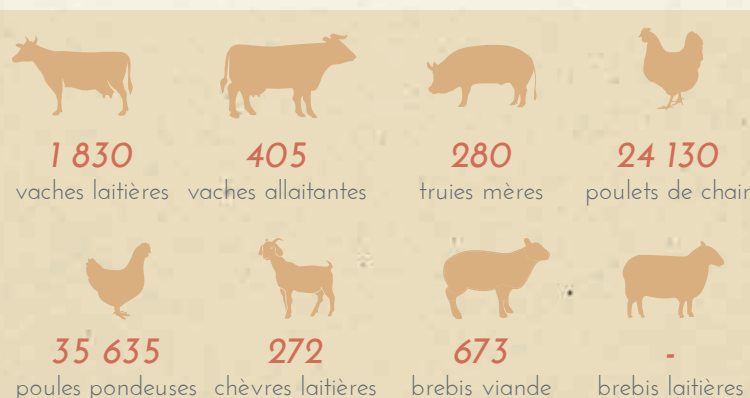 1 830 405 280 24 130
vaches laitières vaches allaitantes truies mères poulets de chair
35 635 272 673 -
poules pondeuses chèvres laitières brebis viande brebis laitières